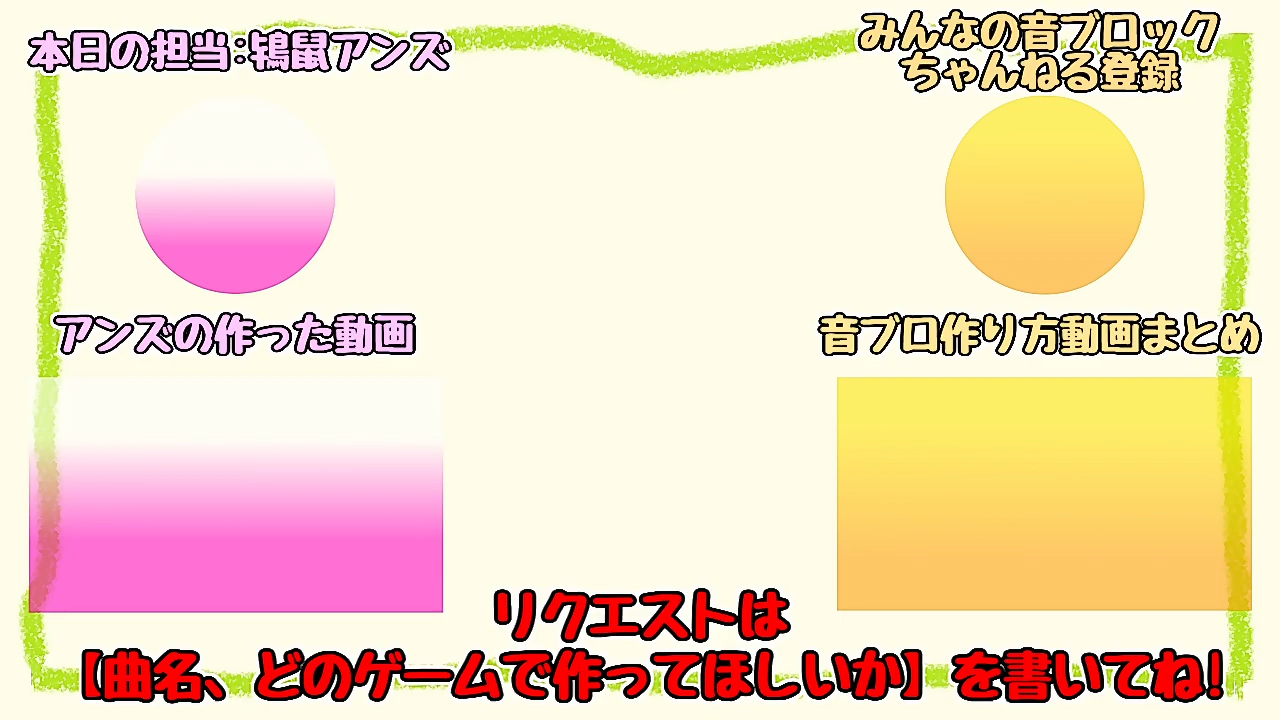 本日の担当:鴇鼠アンズ
みんなの音ブロック
ちゃんねる登録
アンズの作った動画
音ブロ作り方動画まとめ
リクエストは
【曲名、どのゲームで作ってほしいか】を書いてね!